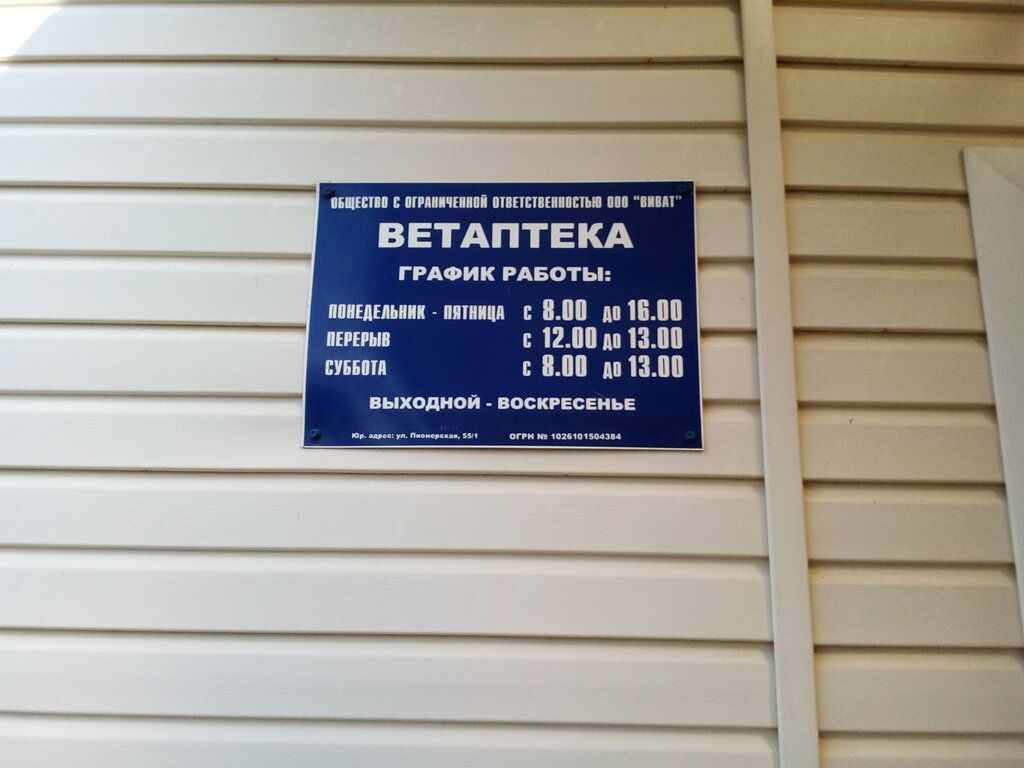 ОБЩЕСТВО С ОГРАНИЧЕННОЙ ОТВЕТСТВЕННОСТЬЮ ООО "ВИВАТ"
ВЕТАПТЕКА
ГРАФИК РАБОТЫ:
ПОНЕДЕЛЬНИК - ПЯТНИЦА с 8.00 до 16.00
ПЕРЕРЫВ с 12.00 до 13.00
СУББОТА с 8.00 до 13.00
ВЫХОДНОЙ - ВОСКРЕСЕНЬЕ
Юр. адрес: ул. Пионерская, 55/1 ОГРН № 1026101504384